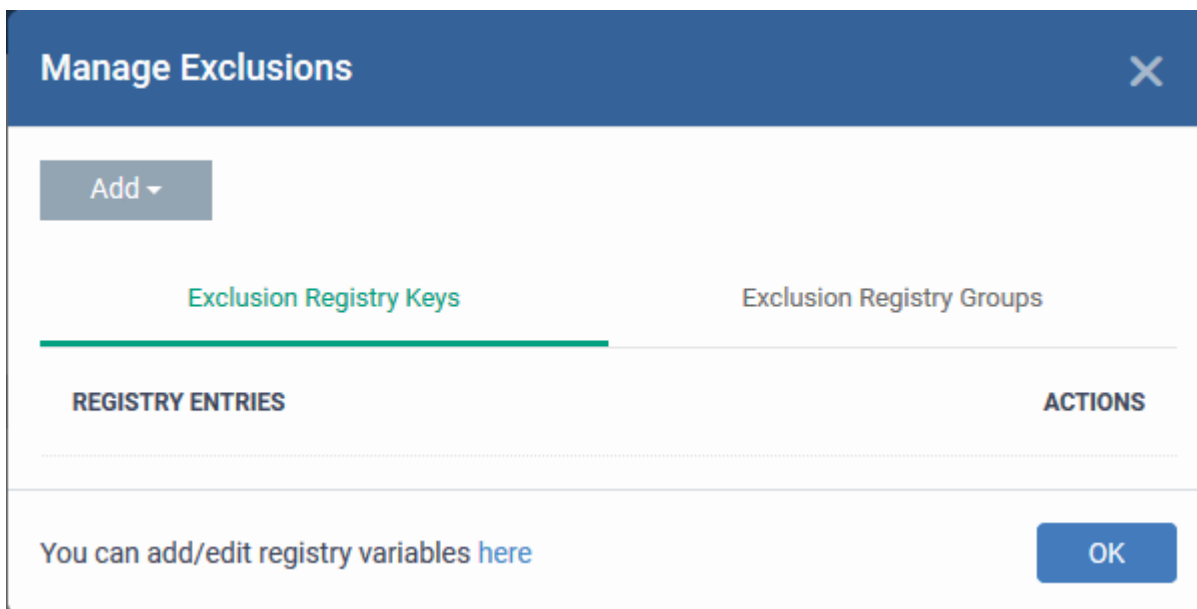 Manage Exclusions
Add
Exclusion Registry Keys
Exclusion Registry Groups
REGISTRY ENTRIES
ACTIONS
You can add/edit registry variables here
OK